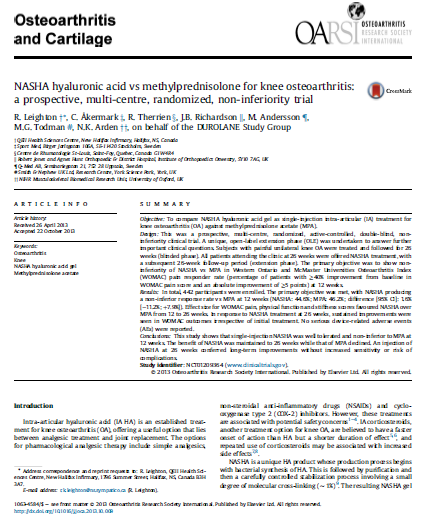 Osteoarthritis
and Cartilage
OARSI
OSTEOARTHRITIS
RESEARCH SOCIETY
INTERNATIONAL
NASHA hyaluronic acid vs methylprednisolone for knee osteoarthritis:
a prospective, multi-centre, randomized, non-inferiority trial
CrossMark
R. Leighton †*, C. Åkermark ‡, R. Therrien §, J.B. Richardson ‖, M. Andersson ¶,
M.G. Todman #, N.K. Arden ††, on behalf of the DUROLANE Study Group
† QEII Health Sciences Centre, New Halifax Infirmary, Halifax, NS, Canada
‡ Sport Med, Birger Jarlsgatan 106A, SE-114 20 Stockholm, Sweden
§ Centre de Rhumatologie St-Louis, Saint-Foy, Quebec, Canada G1W4R4
‖ Robert Jones and Agnes Hunt Orthopaedic & District Hospital, Institute of Orthopaedics Oswestry, SY10 7AG, UK
¶ Q-Med AB, Seminariegatan 21, 752 28 Uppsala, Sweden
# Smith & Nephew UK Ltd. Research Centre, York Science Park, York, UK
†† NIHR Musculoskeletal Biomedical Research Unit, University of Oxford, UK
ARTICLE INFO
Article history:
Received 26 April 2013
Accepted 22 October 2013
Keywords:
Osteoarthritis
Knee
NASHA hyaluronic acid gel
Methylprednisolone acetate
SUMMARY
Objective: To compare NASHA hyaluronic acid gel as single-injection intra-articular (IA) treatment for
knee osteoarthritis (OA) against methylprednisolone acetate (MPA).
Design: This was a prospective, multi-centre, randomized, active-controlled, double-blind, non-
inferiority clinical trial. A unique, open-label extension phase (OLE) was undertaken to answer further
important clinical questions. Subjects with painful unilateral knee OA were treated and followed for 26
weeks (blinded phase). All patients attending the clinic at 26 weeks were offered NASHA treatment, with
a subsequent 26-week follow-up period (extension phase). The primary objective was to show non-
inferiority of NASHA vs MPA in Western Ontario and McMaster Universities Osteoarthritis Index
(WOMAC) pain responder rate (percentage of patients with ≥40% improvement from baseline in
WOMAC pain score and an absolute improvement of ≥5 points) at 12 weeks.
Results: In total, 442 participants were enrolled. The primary objective was met, with NASHA producing
a non-inferior response rate vs MPA at 12 weeks (NASHA: 44.6%; MPA: 46.2%; difference [95% CI]: 1.6%
[−11.2%; +7.9%]). Effect size for WOMAC pain, physical function and stiffness scores favoured NASHA over
MPA from 12 to 26 weeks. In response to NASHA treatment at 26 weeks, sustained improvements were
seen in WOMAC outcomes irrespective of initial treatment. No serious device-related adverse events
(AEs) were reported.
Conclusions: This study shows that single-injection NASHA was well tolerated and non-inferior to MPA at
12 weeks. The benefit of NASHA was maintained to 26 weeks while that of MPA declined. An injection of
NASHA at 26 weeks conferred long-term improvements without increased sensitivity or risk of
complications.
Study identifier: NCT01209364 (www.clinicaltrials.gov).
© 2013 Osteoarthritis Research Society International. Published by Elsevier Ltd. All rights reserved.
Introduction
Intra-articular hyaluronic acid (IA HA) is an established treat-
ment for knee osteoarthritis (OA), offering a useful option that lies
between analgesic treatment and joint replacement. The options
for pharmacological analgesic therapy include simple analgesics,
* Address correspondence and reprint requests to: R. Leighton, QEII Health Sci-
ences Centre, New Halifax Infirmary, 1796 Summer Street, Halifax, NS, Canada B3H
3A7.
E-mail address: r.leighton@ns.sympatico.ca (R. Leighton).
non-steroidal anti-inflammatory drugs (NSAIDs) and cyclo-
oxygenase type 2 (COX-2) inhibitors. However, these treatments
are associated with potential safety concerns. IA corticosteroids,
another treatment option for knee OA, are believed to have a faster
onset of action than HA but a shorter duration of effect, and
repeated use of corticosteroids may be associated with increased
side effects.
NASHA is a unique HA product whose production process begins
with bacterial synthesis of HA. This is followed by purification and
then a carefully controlled stabilization process involving a small
degree of molecular cross-linking (~1%). The resulting NASHA gel
1063-4584/$ – see front matter © 2013 Osteoarthritis Research Society International. Published by Elsevier Ltd. All rights reserved.
http://dx.doi.org/10.1016/j.joca.2013.10.009